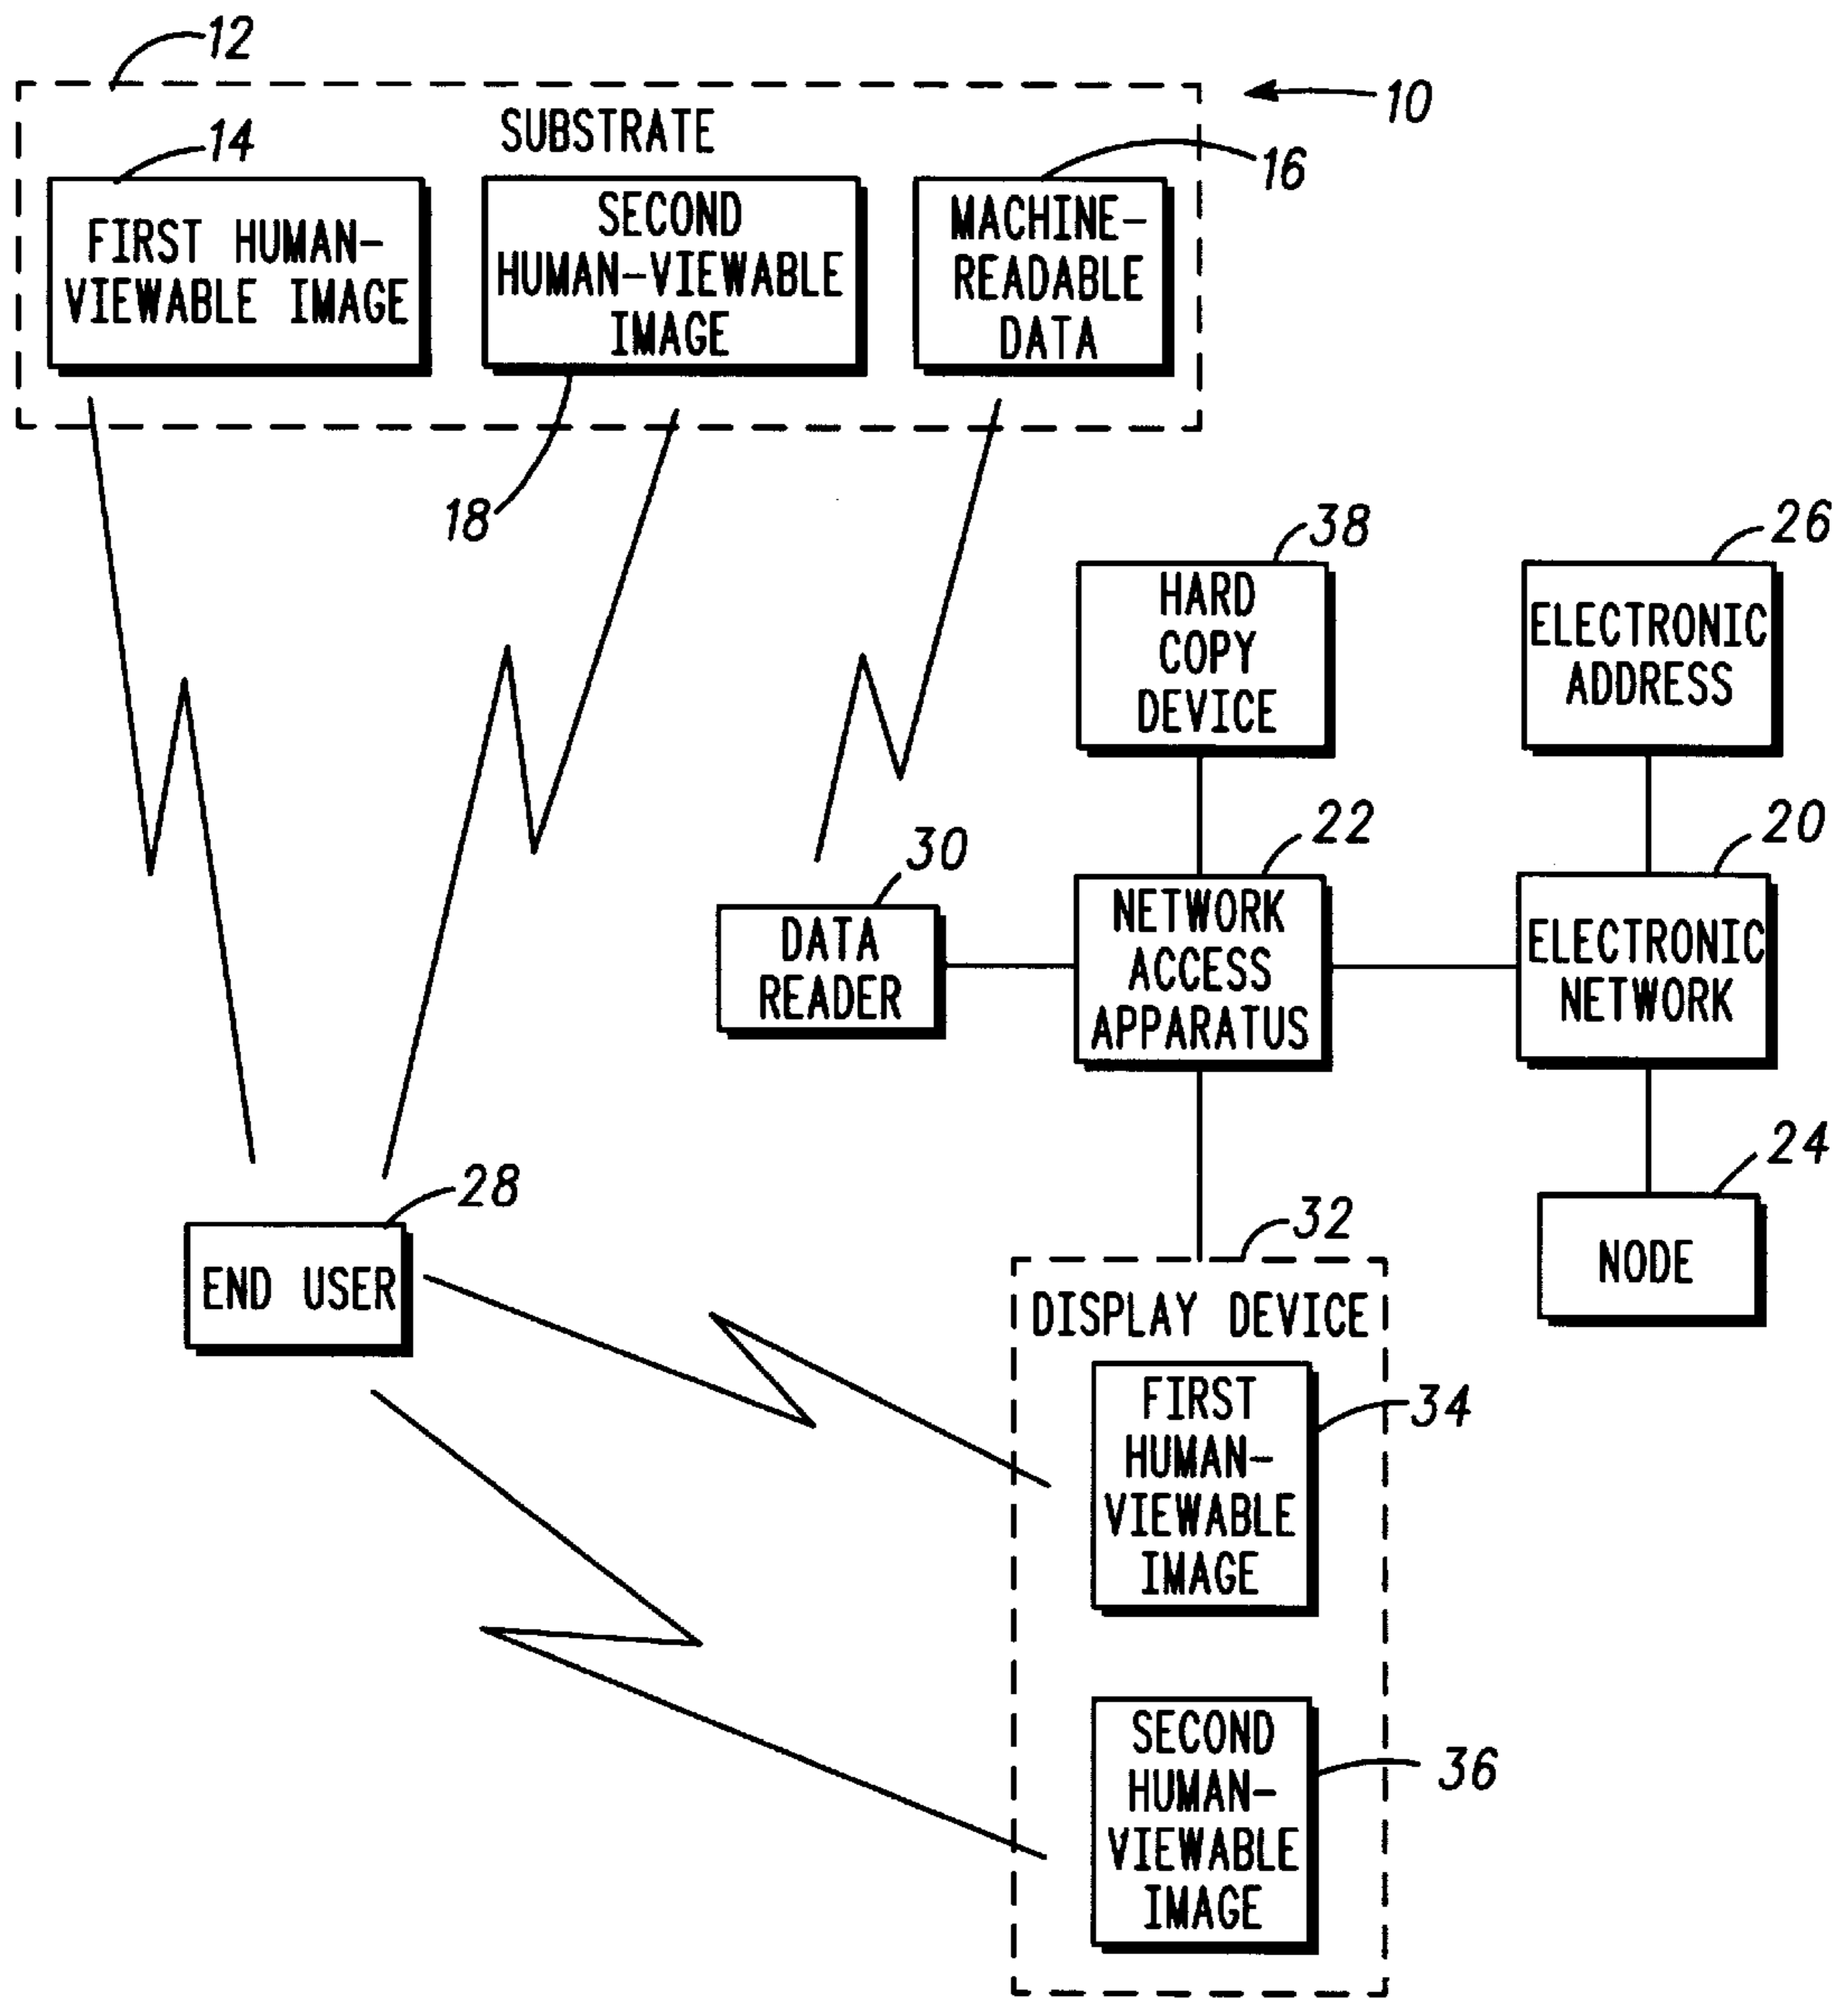 12
10
SUBSTRATE
14
16
FIRST HUMAN-
VIEWABLE IMAGE
SECOND
HUMAN-VIEWABLE
IMAGE
MACHINE-
READABLE
DATA
18
38
26
HARD
COPY
DEVICE
ELECTRONIC
ADDRESS
30
22
20
DATA
READER
NETWORK
ACCESS
APPARATUS
ELECTRONIC
NETWORK
28
24
END USER
32
NODE
DISPLAY DEVICE
34
FIRST
HUMAN-
VIEWABLE
IMAGE
36
SECOND
HUMAN-
VIEWABLE
IMAGE